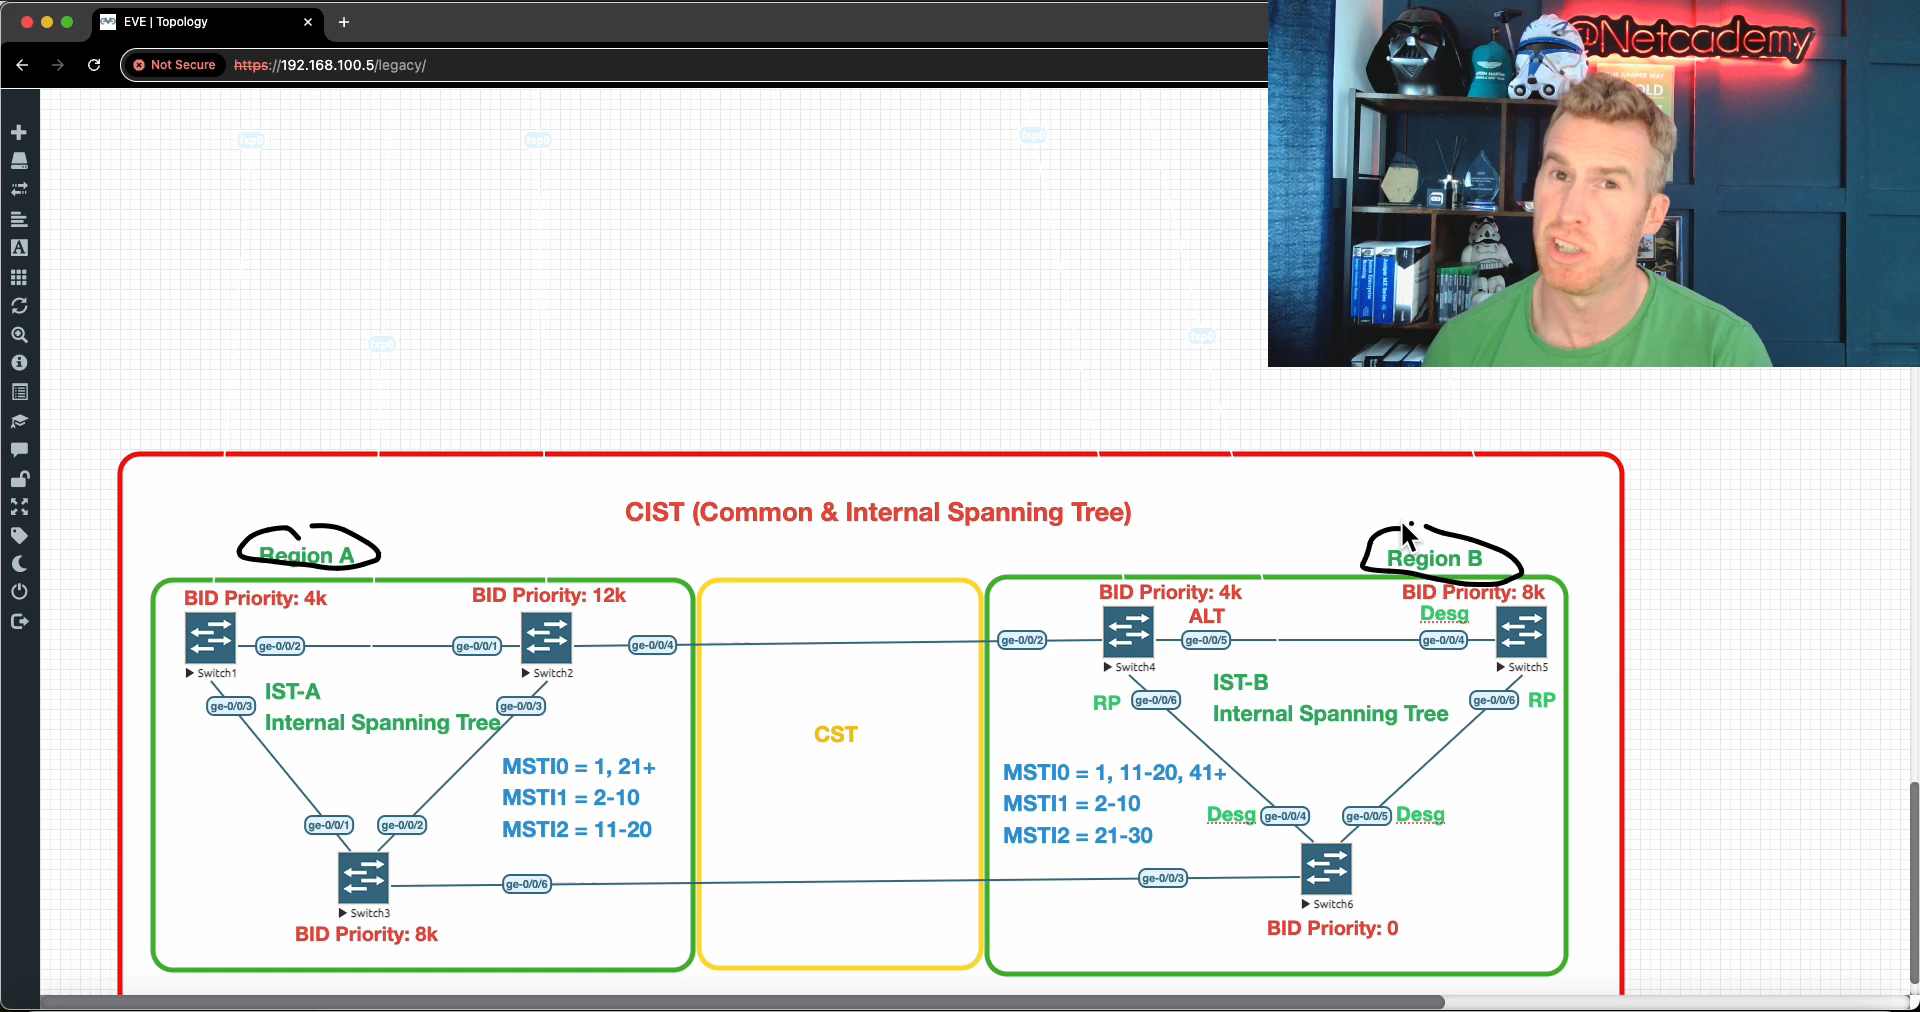 EVE | Topology
Not Secure
https://192.168.100.5/legacy/
@Netcademy
fxp0
fxp0
fxp0
fxp0
fxp0
CIST (Common & Internal Spanning Tree)
Region A
Region B
BID Priority: 4k
BID Priority: 12k
BID Priority: 4k
BID Priority: 8k
ALT
Desg
ge-0/0/2
ge-0/0/1
ge-0/0/4
ge-0/0/2
ge-0/0/5
ge-0/0/4
Switch1
Switch2
Switch4
Switch5
ge-0/0/3
IST-A
Internal Spanning Tree
ge-0/0/3
RP
ge-0/0/6
IST-B
Internal Spanning Tree
ge-0/0/6
RP
CST
MSTI0 = 1, 21+
MSTI1 = 2-10
MSTI2 = 11-20
MSTI0 = 1, 11-20, 41+
MSTI1 = 2-10
MSTI2 = 21-30
ge-0/0/1
ge-0/0/2
Desg
ge-0/0/4
ge-0/0/5
Desg
ge-0/0/6
ge-0/0/3
Switch3
Switch6
BID Priority: 8k
BID Priority: 0